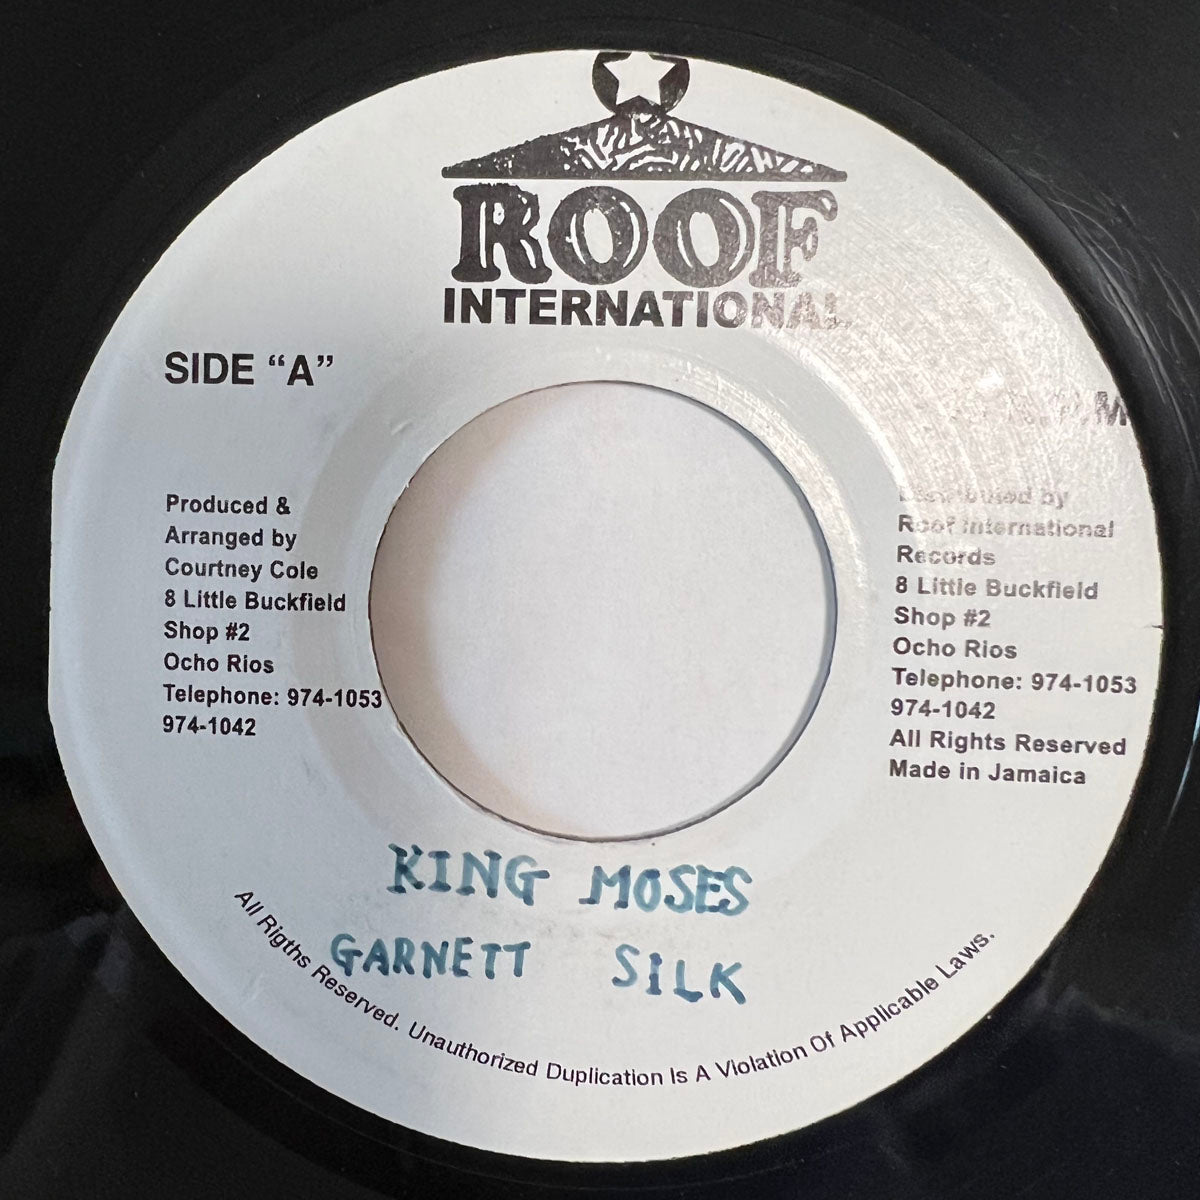 ROOF
INTERNATIONAL
SIDE “A”
Produced &
Arranged by
Courtney Cole
8 Little Buckfield
Shop #2
Ocho Rios
Telephone: 974-1053
974-1042
Distributed by
Roof International
Records
8 Little Buckfield
Shop #2
Ocho Rios
Telephone: 974-1053
974-1042
All Rights Reserved
Made in Jamaica
KING MOSES
GARNETT SILK
All Rigths Reserved. Unauthorized Duplication Is A Violation Of Applicable Laws.